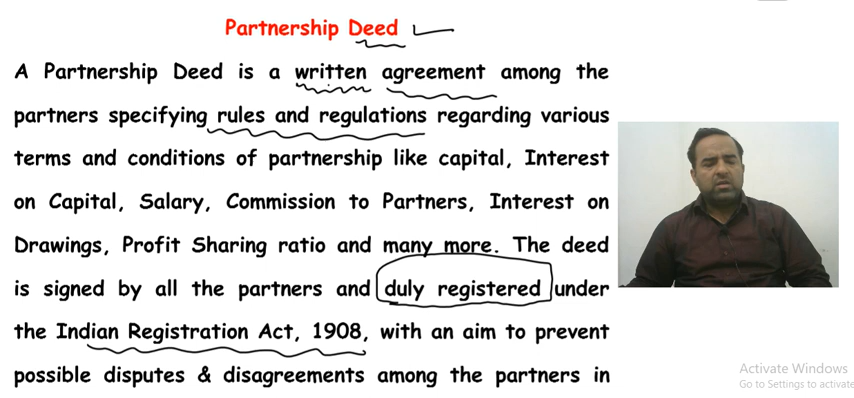 Partnership Deed
A Partnership Deed is a written agreement among the
partners specifying rules and regulations regarding various
terms and conditions of partnership like capital, Interest
on Capital, Salary, Commission to Partners, Interest on
Drawings, Profit Sharing ratio and many more. The deed
is signed by all the partners and duly registered under
the Indian Registration Act, 1908, with an aim to prevent
possible disputes & disagreements among the partners in
Activate Windows
Go to Settings to activate